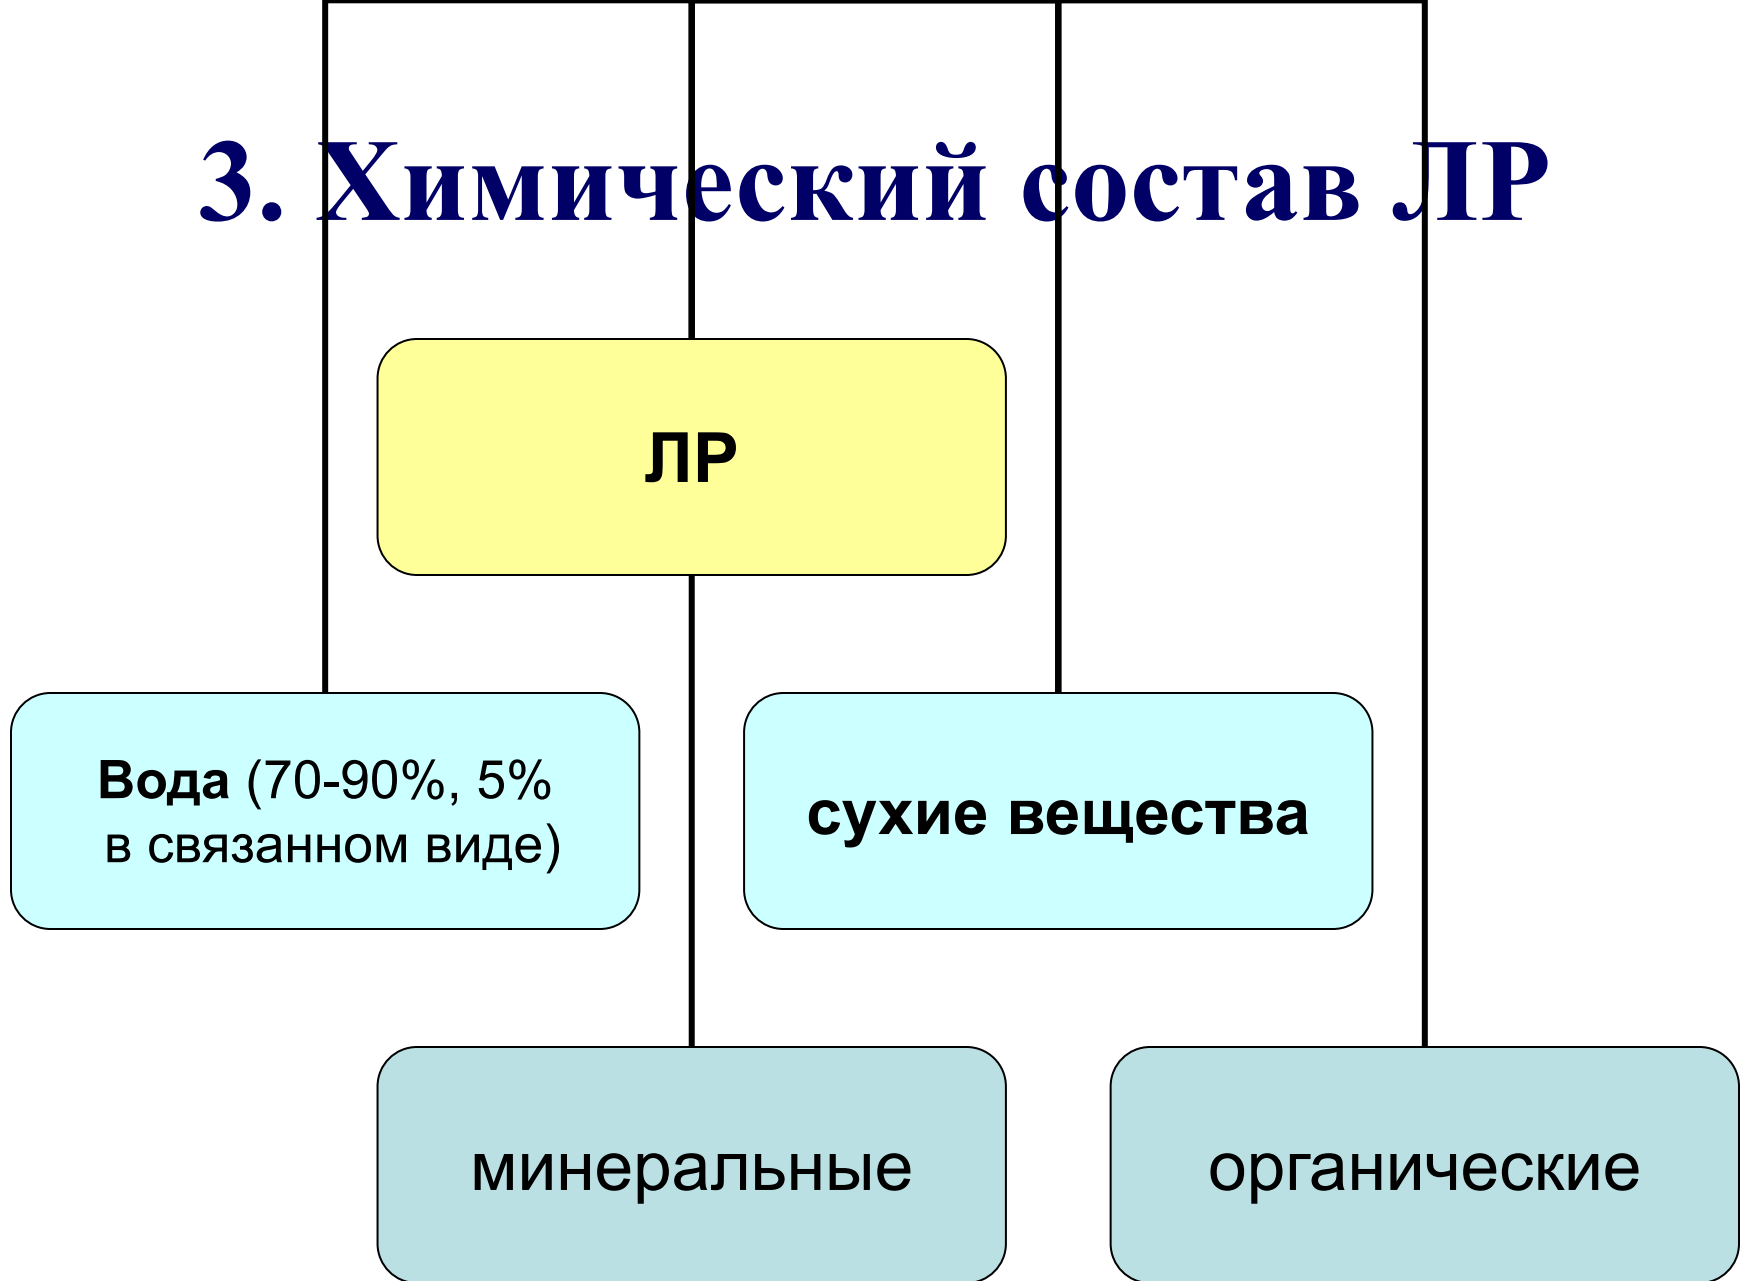 3. Химический состав ЛР
ЛР
Вода (70-90%, 5%
в связанном виде)
сухие вещества
минеральные
органические